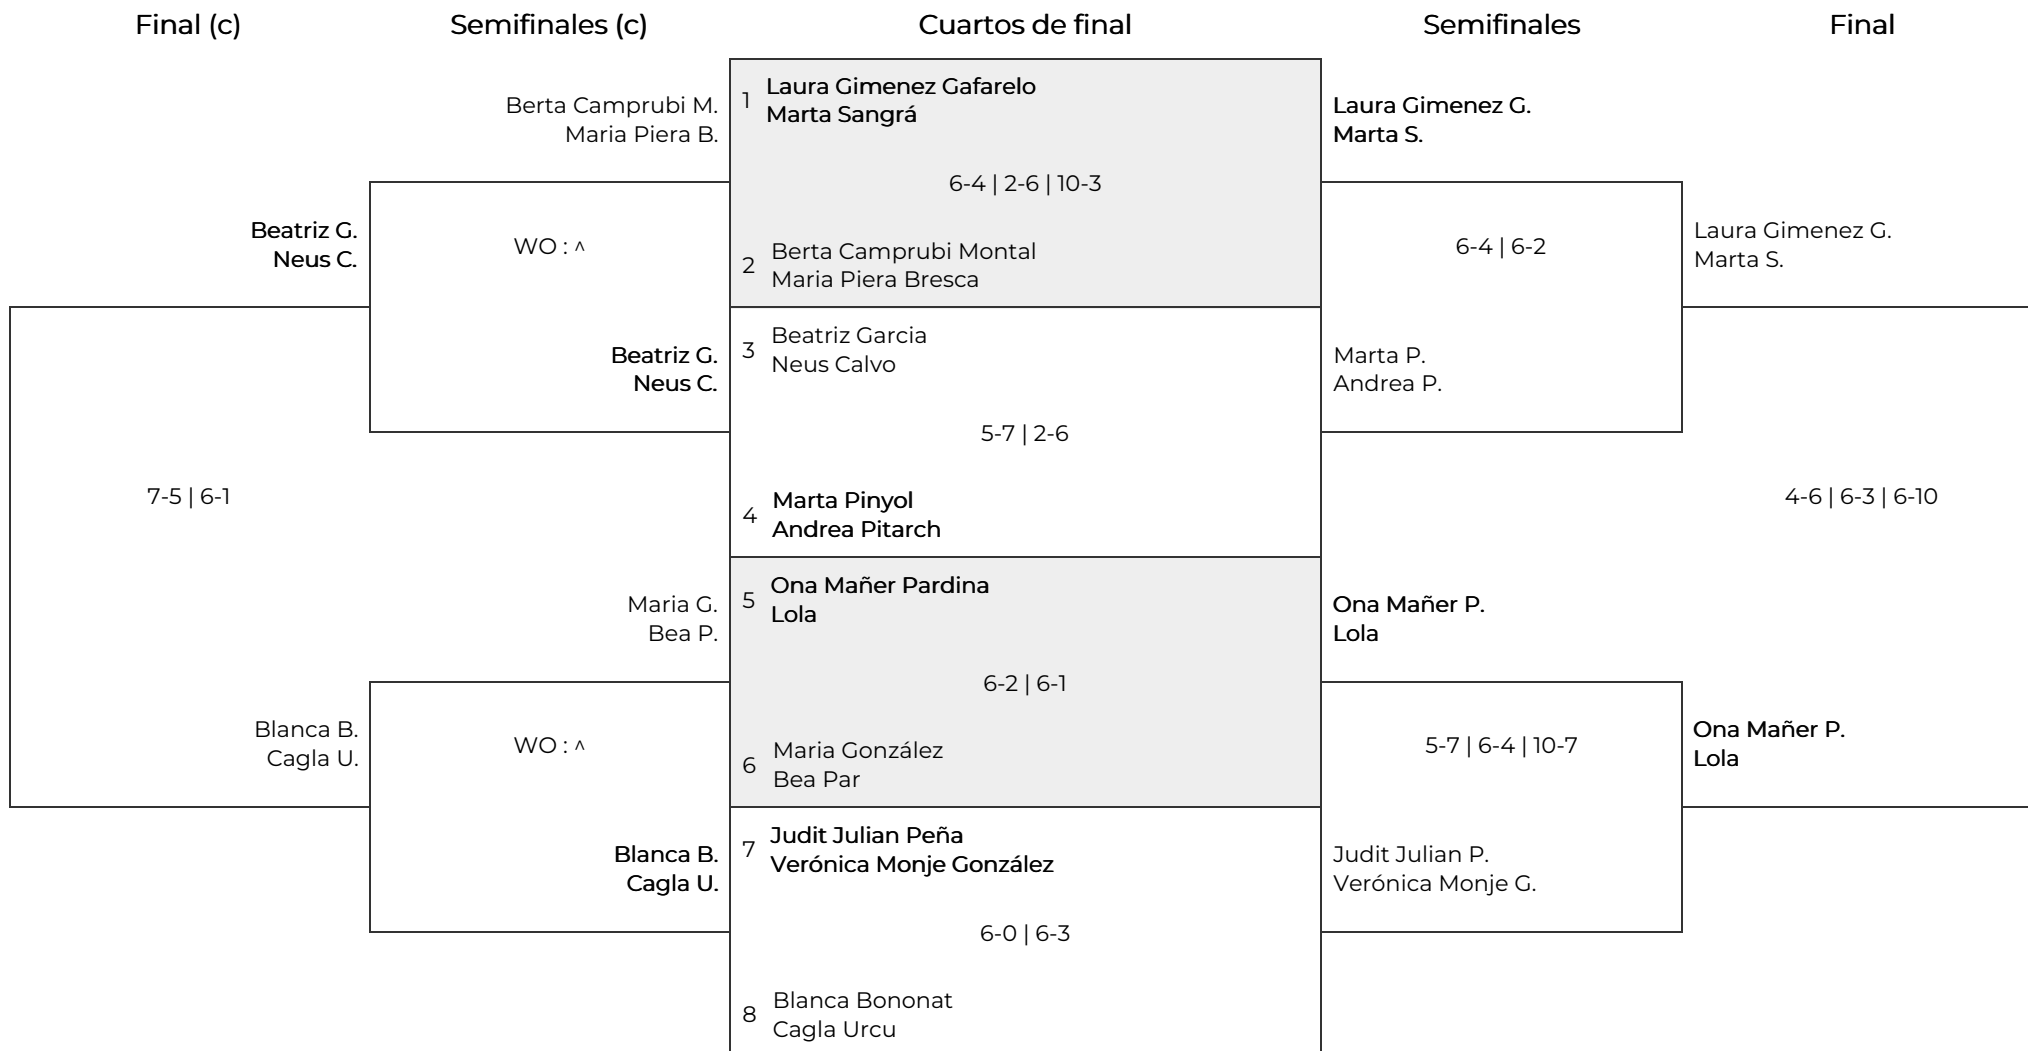 Final (c)
Semifinales (c)
Cuartos de final
Semifinales
Final
Berta Camprubi M.
Maria Piera B.
Beatriz G.
Neus C.
WO : ^
Beatriz G.
Neus C.
7-5 | 6-1
Maria G.
Bea P.
Blanca B.
Cagla U.
WO : ^
Blanca B.
Cagla U.
1 Laura Gimenez Gafarelo
Marta Sangrá
6-4 | 2-6 | 10-3
2 Berta Camprubi Montal
Maria Piera Bresca
3 Beatriz Garcia
Neus Calvo
5-7 | 2-6
4 Marta Pinyol
Andrea Pitarch
5 Ona Mañer Pardina
Lola
6-2 | 6-1
6 Maria González
Bea Par
7 Judit Julian Peña
Verónica Monje González
6-0 | 6-3
8 Blanca Bononat
Cagla Urcu
Laura Gimenez G.
Marta S.
6-4 | 6-2
Marta P.
Andrea P.
Ona Mañer P.
Lola
5-7 | 6-4 | 10-7
Judit Julian P.
Verónica Monje G.
Laura Gimenez G.
Marta S.
4-6 | 6-3 | 6-10
Ona Mañer P.
Lola